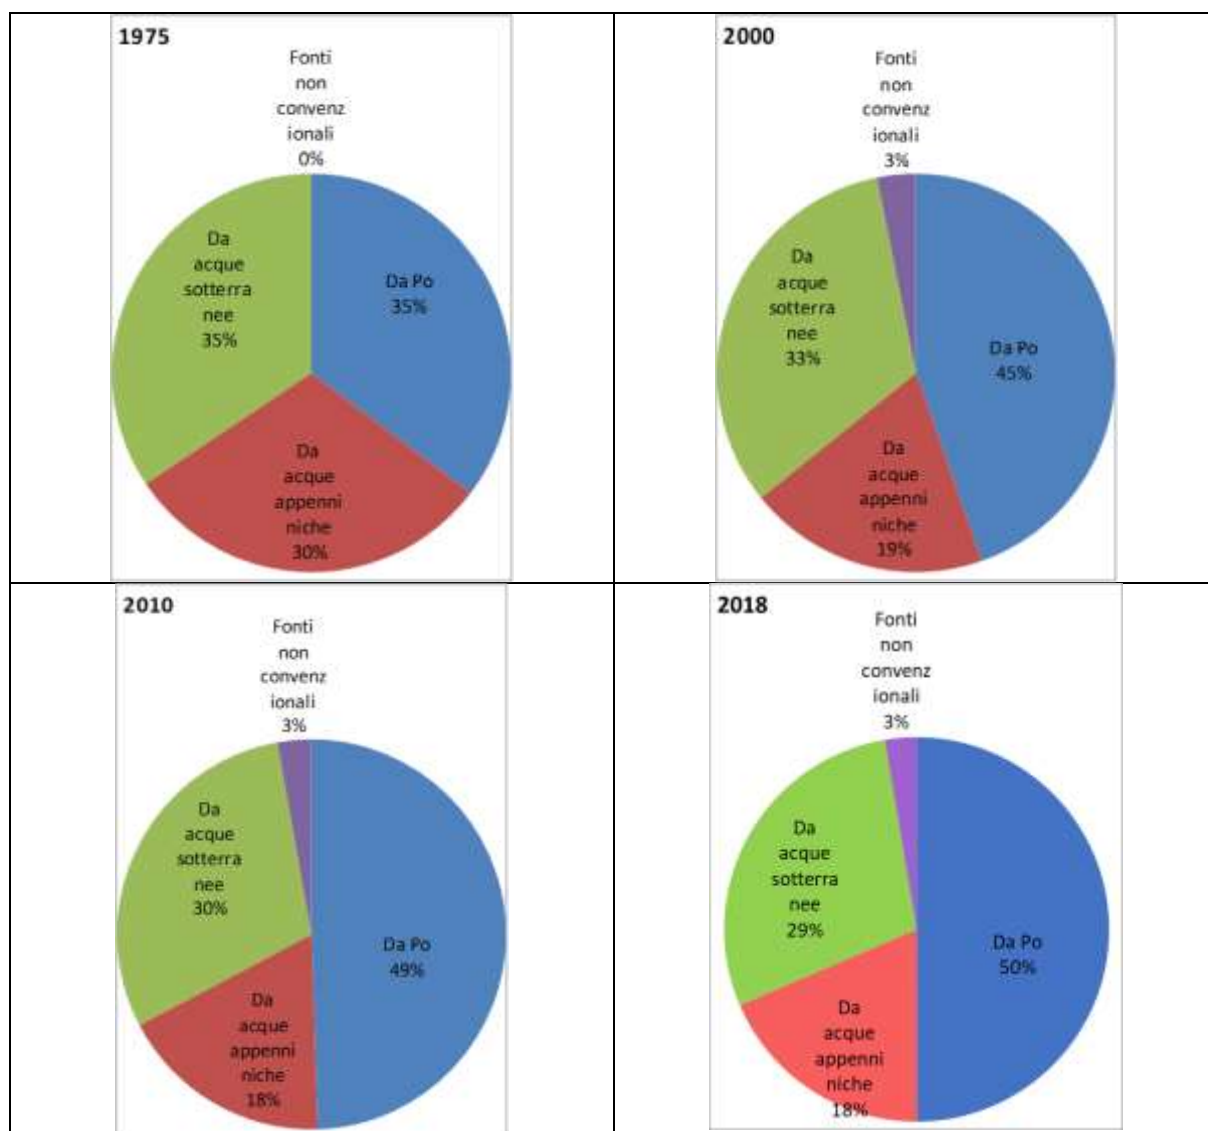 1975
Fonti
non
convenz
ionali
0%
Da
acque
sotterra
nee
35%
Da Po
35%
Da
acque
appenni
niche
30%
2000
Fonti
non
convenz
ionali
3%
Da
acque
sotterra
nee
33%
Da Po
45%
Da
acque
appenni
niche
19%
2010
Fonti
non
convenz
ionali
3%
Da
acque
sotterra
nee
30%
Da Po
49%
Da
acque
appenni
niche
18%
2018
Fonti
non
convenz
ionali
3%
Da
acque
sotterra
nee
29%
Da Po
50%
Da
acque
appenni
niche
18%